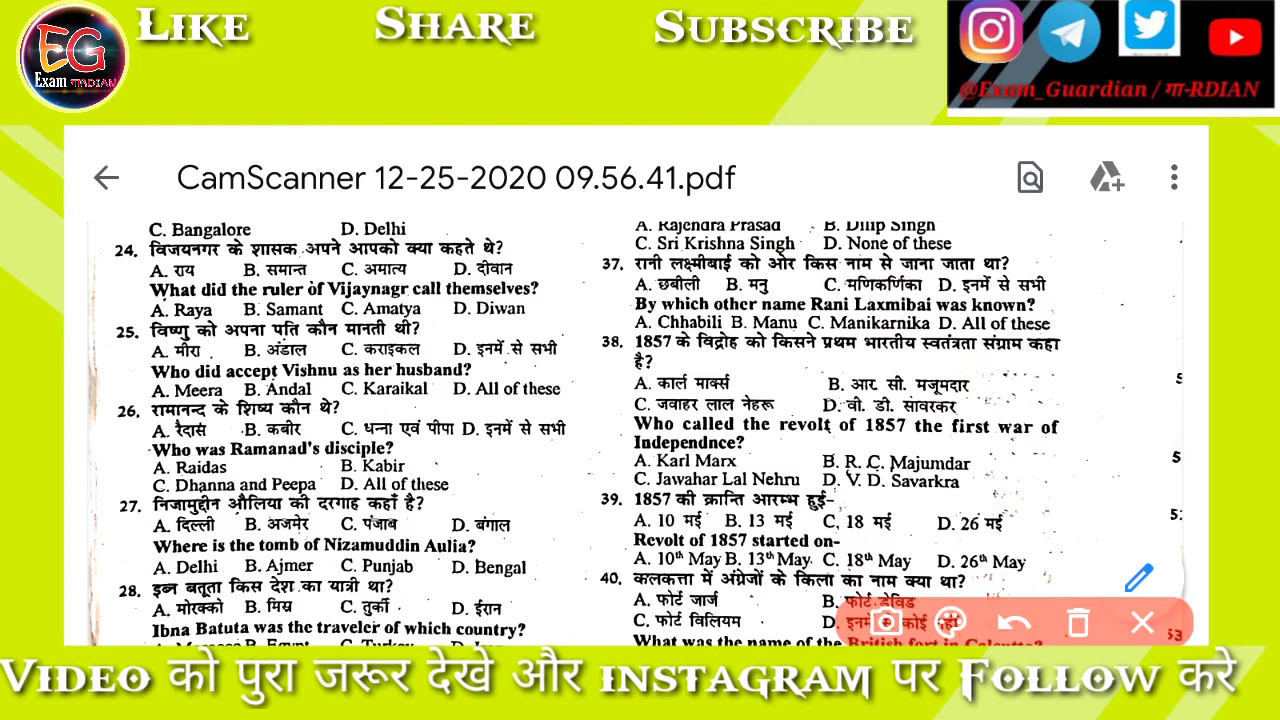 EG
Exam गाRDIAN
LIKE
SHARE
SUBSCRIBE
@Exam_Guardian / गा-RDIAN
CamScanner 12-25-2020 09.56.41.pdf
C. Bangalore D. Delhi
24. विजयनगर के शासक अपने आपको क्या कहते थे?
A. राय B. समान्त C. अमात्य D. दीवान
What did the ruler of Vijaynagr call themselves?
A. Raya B. Samant C. Amatya D. Diwan
25. विष्णु को अपना पति कौन मानती थी?
A. मीरा B. अंडाल C. कराइकल D. इनमें से सभी
Who did accept Vishnu as her husband?
A. Meera B. Andal C. Karaikal D. All of these
26. रामानन्द के शिष्य कौन थे?
A. रैदास B. कबीर C. धन्ना एवं पीपा D. इनमें से सभी
Who was Ramanad's disciple?
A. Raidas B. Kabir
C. Dhanna and Peepa D. All of these
27. निजामुद्दीन औलिया की दरगाह कहाँ है?
A. दिल्ली B. अजमेर C. पंजाब D. बंगाल
Where is the tomb of Nizamuddin Aulia?
A. Delhi B. Ajmer C. Punjab D. Bengal
28. इब्न बतूता किस देश का यात्री था?
A. मोरक्को B. मिस्र C. तुर्की D. ईरान
Ibna Batuta was the traveler of which country?
A. Rajendra Prasad B. Dilip Singh
C. Sri Krishna Singh D. None of these
37. रानी लक्ष्मीबाई को और किस नाम से जाना जाता था?
A. छबीली B. मनु C. मणिकर्णिका D. इनमें से सभी
By which other name Rani Laxmibai was known?
A. Chhabili B. Manu C. Manikarnika D. All of these
38. 1857 के विद्रोह को किसने प्रथम भारतीय स्वतंत्रता संग्राम कहा
है?
A. कार्ल मार्क्स B. आर. सी. मजूमदार
C. जवाहर लाल नेहरू D. वी. डी. सावरकर
Who called the revolt of 1857 the first war of
Independnce?
A. Karl Marx B. R. C. Majumdar
C. Jawahar Lal Nehru D. V. D. Savarkra
39. 1857 की क्रान्ति आरम्भ हुई-
A. 10 मई B. 13 मई C. 18 मई D. 26 मई
Revolt of 1857 started on-
A. 10th May B. 13th May C. 18th May D. 26th May
40. कलकत्ता में अंग्रेजों के किला का नाम क्या था?
A. फोर्ट जार्ज B. फोर्ट डेविड
C. फोर्ट विलियम D. इनमें से कोई नहीं
What was the name of the British fort in Calcutta?
53
VIDEO को पुरा जरूर देखे और INSTAGRAM पर FOLLOW करे